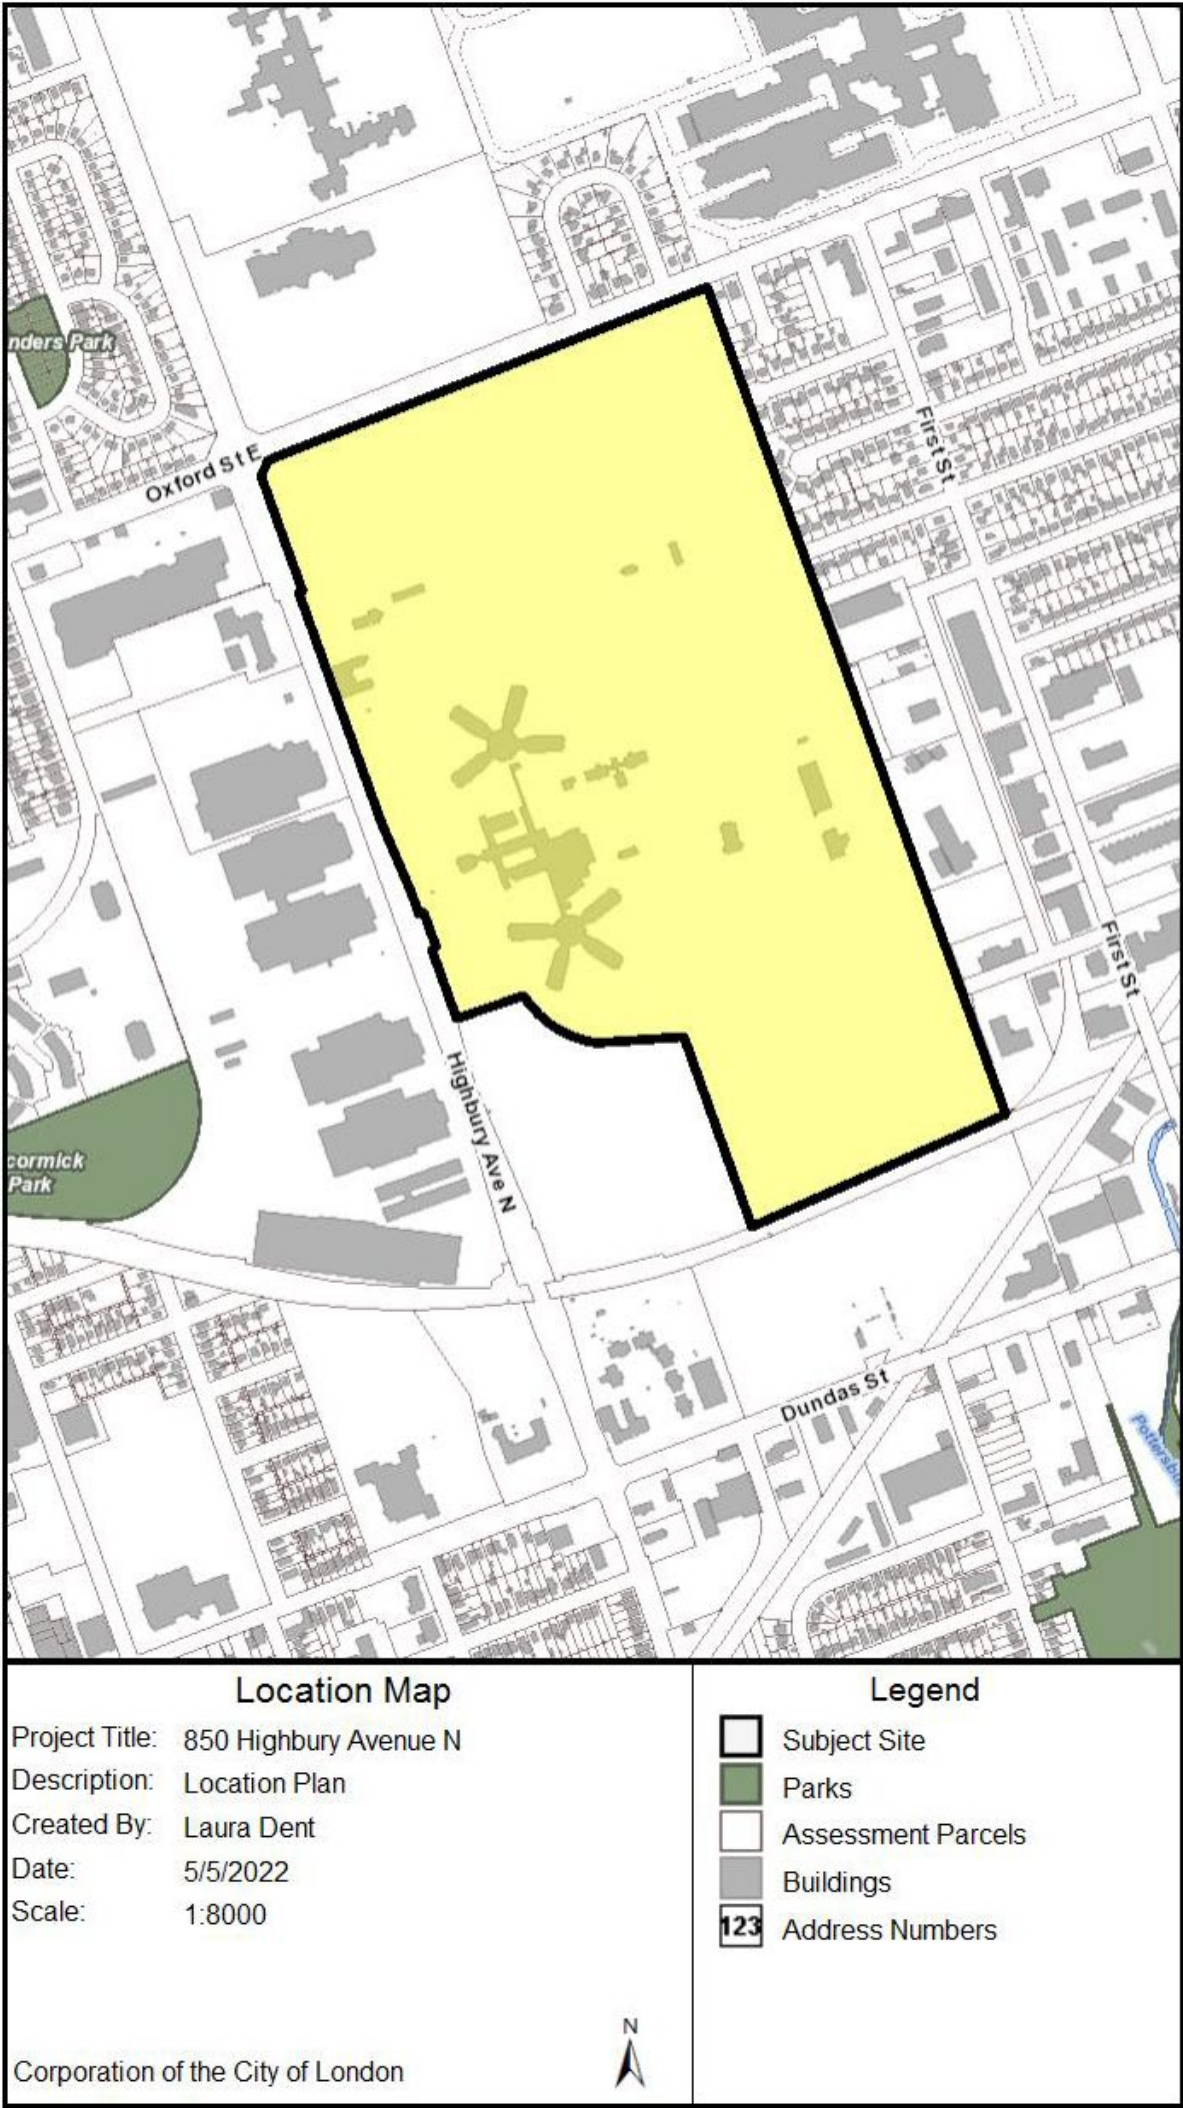 nders Park
Oxford St E
First St
First St
Highbury Ave N
cormick
Park
Dundas St
Pottersbu
Location Map
Project Title: 850 Highbury Avenue N
Description: Location Plan
Created By: Laura Dent
Date: 5/5/2022
Scale: 1:8000
N
Corporation of the City of London
Legend
Subject Site
Parks
Assessment Parcels
Buildings
123 Address Numbers